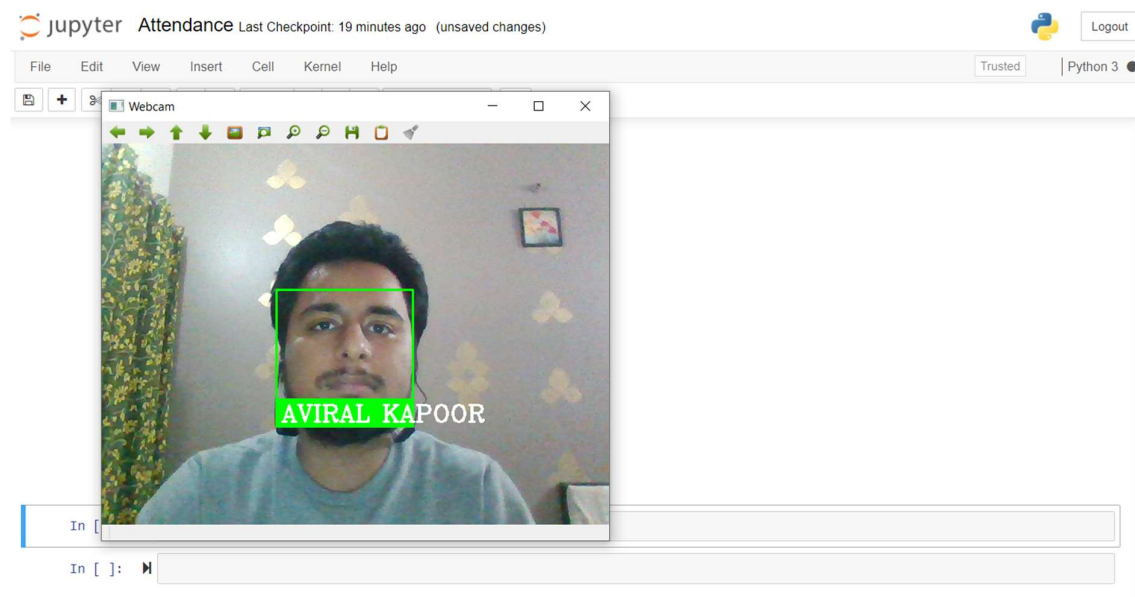 jupyter Attendance Last Checkpoint: 19 minutes ago (unsaved changes)
Logout
File Edit View Insert Cell Kernel Help
Trusted
Python 3
Webcam
AVIRAL KAPOOR
In [
In [ ]: